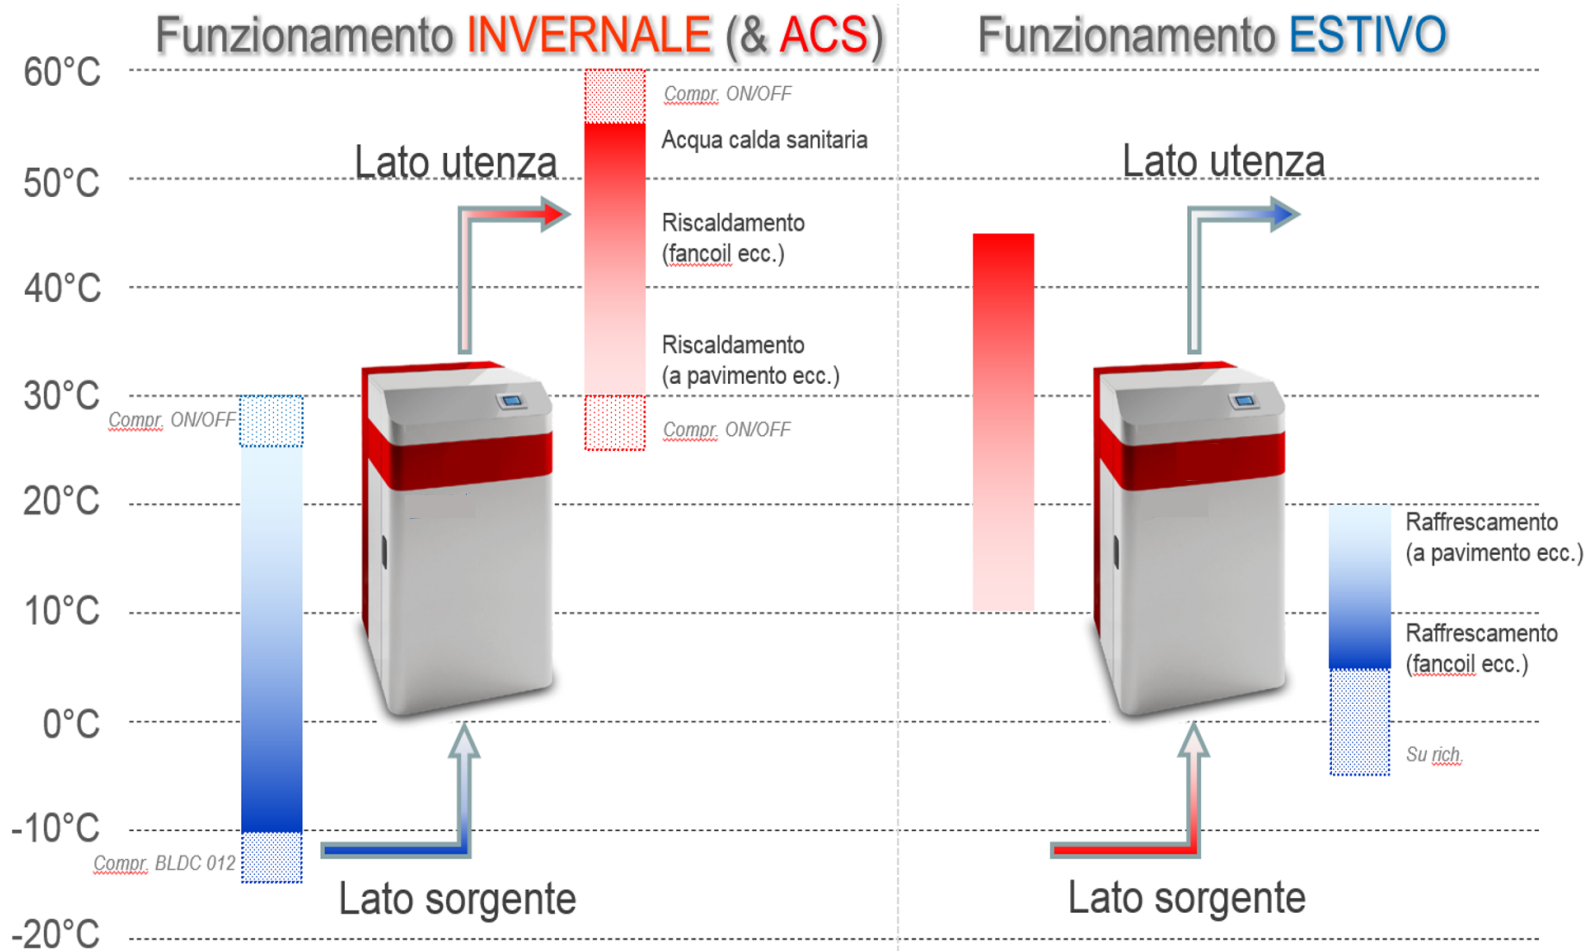 Funzionamento INVERNALE (& ACS)
Funzionamento ESTIVO
60°C
50°C
40°C
30°C
20°C
10°C
0°C
-10°C
-20°C
Compr. ON/OFF
Acqua calda sanitaria
Lato utenza
Riscaldamento
(fancoil ecc.)
Riscaldamento
(a pavimento ecc.)
Compr. ON/OFF
Compr. ON/OFF
Compr. BLDC 012
Lato sorgente
Lato utenza
Raffrescamento
(a pavimento ecc.)
Raffrescamento
(fancoil ecc.)
Su rich.
Lato sorgente